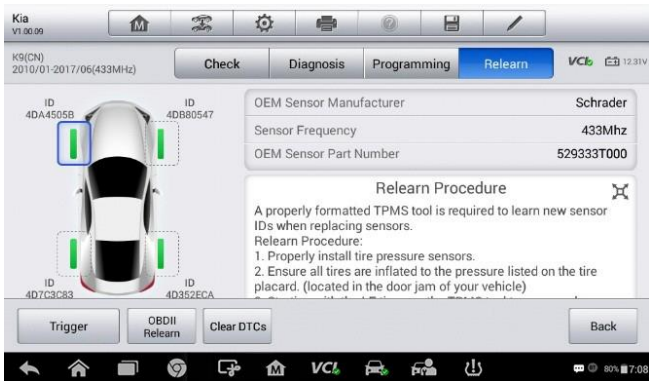 Kia
V1.00.09
K9(CN)
2010/01-2017/06(433MHz)
Check
Diagnosis
Programming
Relearn
VCI
12.31V
ID
4DA4505B
ID
4DB80547
ID
4D7C3C83
ID
4D352ECA
OEM Sensor Manufacturer
Schrader
Sensor Frequency
433Mhz
OEM Sensor Part Number
529333T000
Relearn Procedure
A properly formatted TPMS tool is required to learn new sensor
IDs when replacing sensors.
Relearn Procedure:
1. Properly install tire pressure sensors.
2. Ensure all tires are inflated to the pressure listed on the tire
placard. (located in the door jam of your vehicle)
Trigger
OBDII
Relearn
Clear DTCs
Back
VCI
80%
7:08